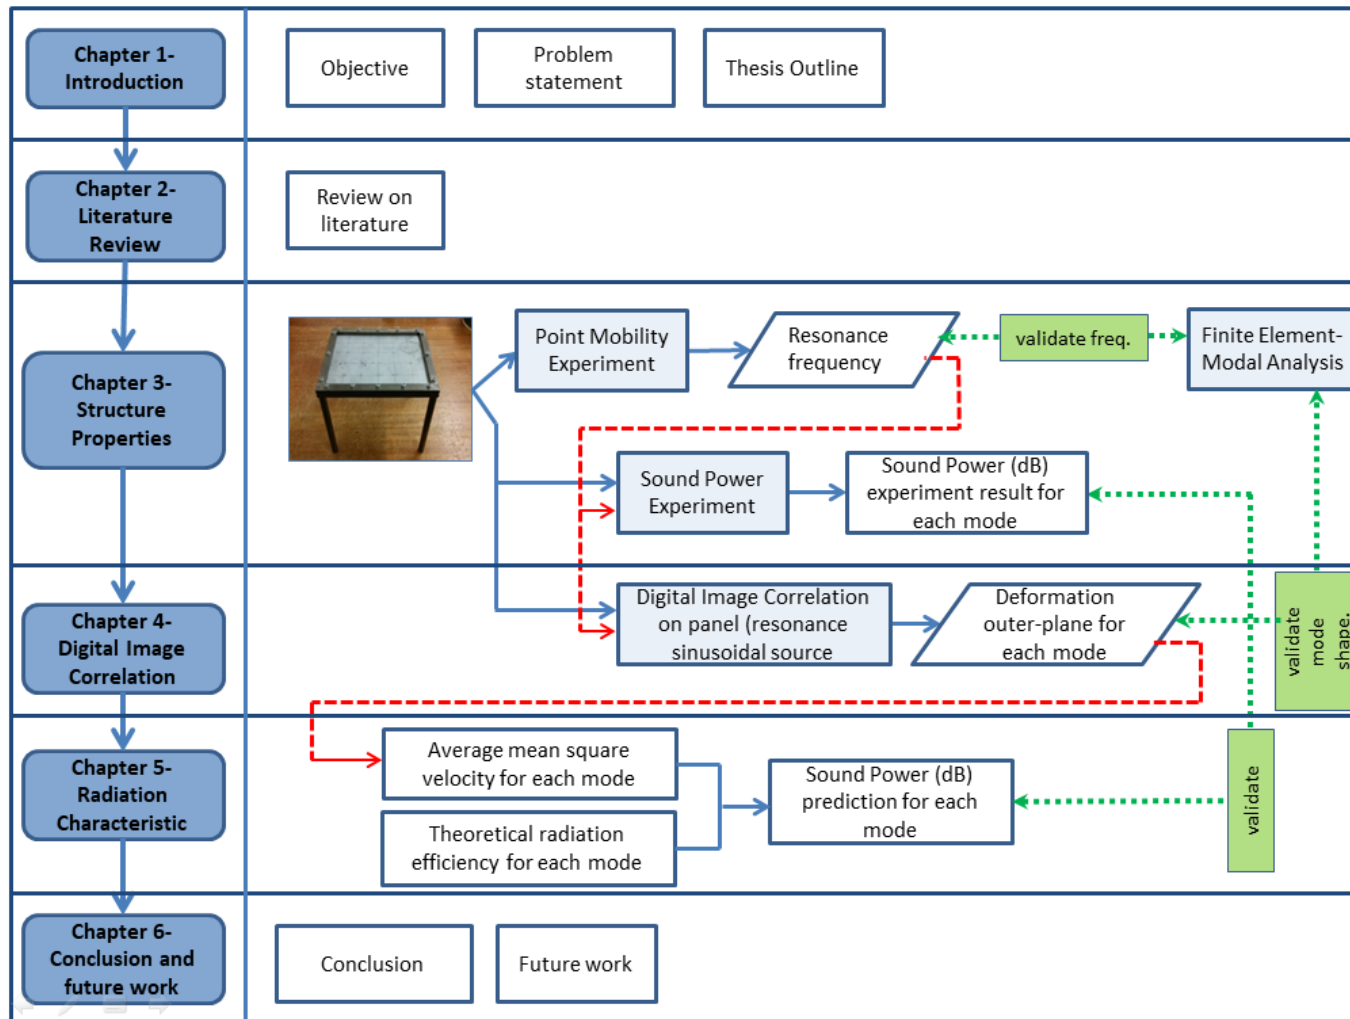 Chapter 1-
Introduction
Objective
Problem
statement
Thesis Outline
Chapter 2-
Literature
Review
Review on
literature
Chapter 3-
Structure
Properties
Point Mobility
Experiment
Resonance
frequency
validate freq.
Finite Element-
Modal Analysis
Sound Power
Experiment
Sound Power (dB)
experiment result for
each mode
Chapter 4-
Digital Image
Correlation
Digital Image Correlation
on panel (resonance
sinusoidal source
Deformation
outer-plane for
each mode
validate
mode
shape.
Chapter 5-
Radiation
Characteristic
Average mean square
velocity for each mode
Theoretical radiation
efficiency for each mode
Sound Power (dB)
prediction for each
mode
validate
Chapter 6-
Conclusion and
future work
Conclusion
Future work